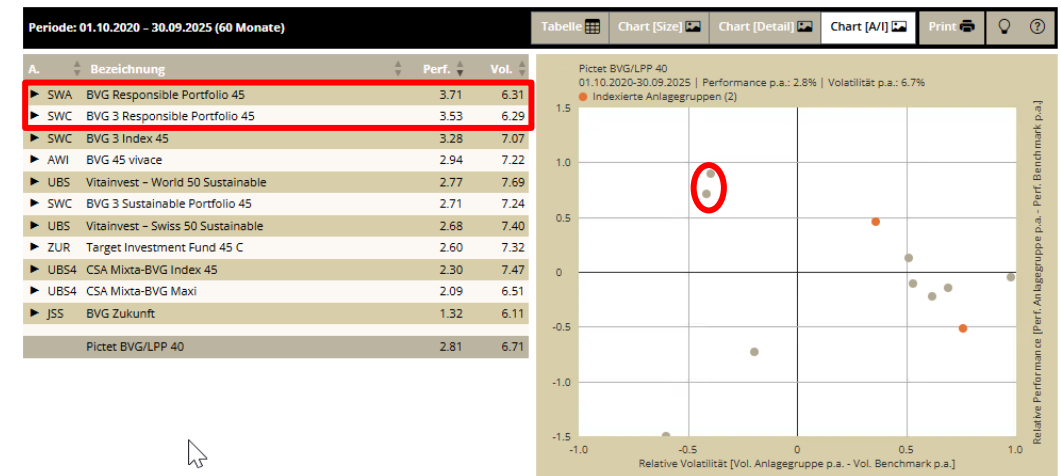 Periode: 01.10.2020 – 30.09.2025 (60 Monate)
Tabelle Chart [Size] Chart [Detail] Chart [A/I] Print
A. Bezeichnung Perf. Vol.
SWA BVG Responsible Portfolio 45 3.71 6.31
SWC BVG 3 Responsible Portfolio 45 3.53 6.29
SWC BVG 3 Index 45 3.28 7.07
AWI BVG 45 vivace 2.94 7.22
UBS Vitainvest – World 50 Sustainable 2.77 7.69
SWC BVG 3 Sustainable Portfolio 45 2.71 7.24
UBS Vitainvest – Swiss 50 Sustainable 2.68 7.40
ZUR Target Investment Fund 45 C 2.60 7.32
UBS4 CSA Mixta-BVG Index 45 2.30 7.47
UBS4 CSA Mixta-BVG Maxi 2.09 6.51
JSS BVG Zukunft 1.32 6.11
Pictet BVG/LPP 40 2.81 6.71
Pictet BVG/LPP 40
01.10.2020-30.09.2025 | Performance p.a.: 2.8% | Volatilität p.a.: 6.7%
Indexierte Anlagegruppen (2)
1.5
1.0
0.5
0
-0.5
-1.0
-1.5
-1.0 -0.5 0 0.5 1.0
Relative Volatilität [Vol. Anlagegruppe p.a. - Vol. Benchmark p.a.]
Relative Performance [Perf. Anlagegruppe p.a. - Perf. Benchmark p.a.]